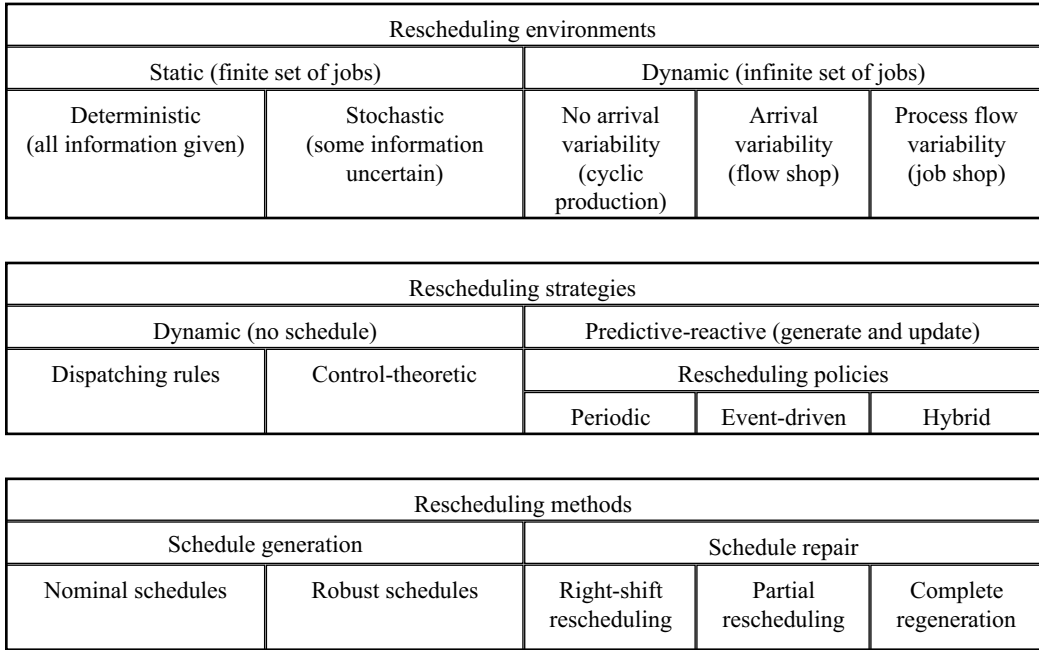 Rescheduling environments
Static (finite set of jobs)
Dynamic (infinite set of jobs)
Deterministic
(all information given)
Stochastic
(some information
uncertain)
No arrival
variability
(cyclic
production)
Arrival
variability
(flow shop)
Process flow
variability
(job shop)
Rescheduling strategies
Dynamic (no schedule)
Predictive-reactive (generate and update)
Dispatching rules
Control-theoretic
Rescheduling policies
Periodic
Event-driven
Hybrid
Rescheduling methods
Schedule generation
Schedule repair
Nominal schedules
Robust schedules
Right-shift
rescheduling
Partial
rescheduling
Complete
regeneration